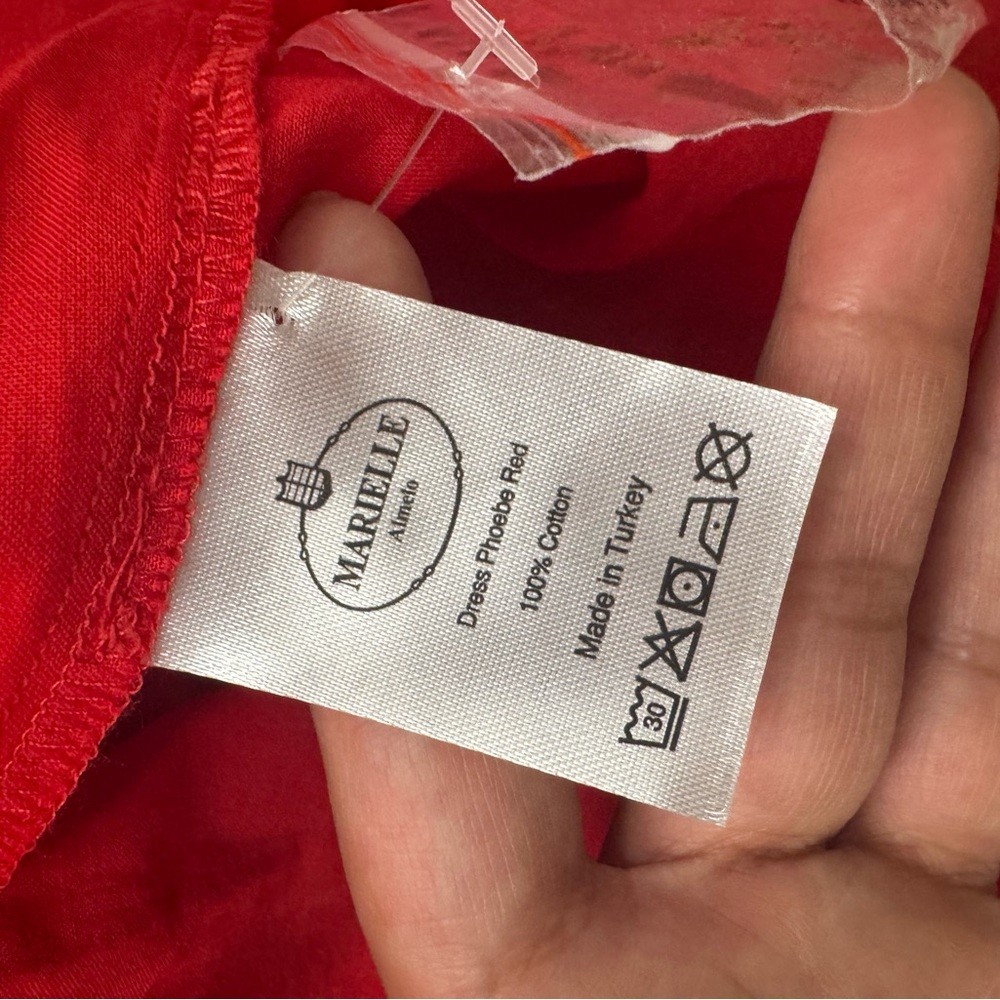 MARIELLE
Almelo
Dress Phoebe Red
100% Cotton
Made in Turkey
30